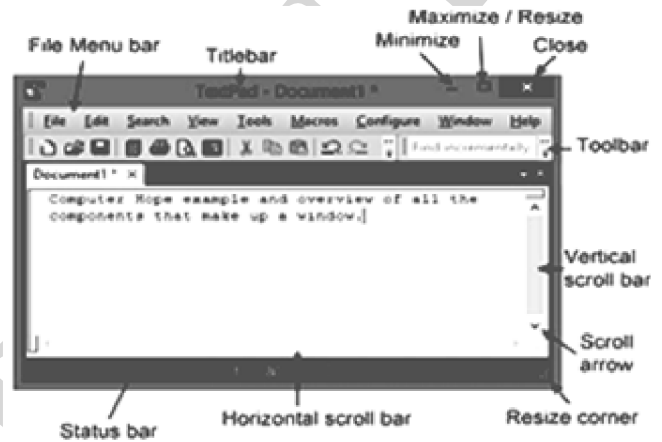 Maximize / Resize
File Menu bar
Titlebar
Minimize
Close
TextPad - Document1 *
File Edit Search View Tools Macros Configure Window Help
Find incrementally
Toolbar
Document1 *
Computer Hope example and overview of all the
components that make up a window.
Vertical
scroll bar
Scroll
arrow
Status bar
Horizontal scroll bar
Resize corner